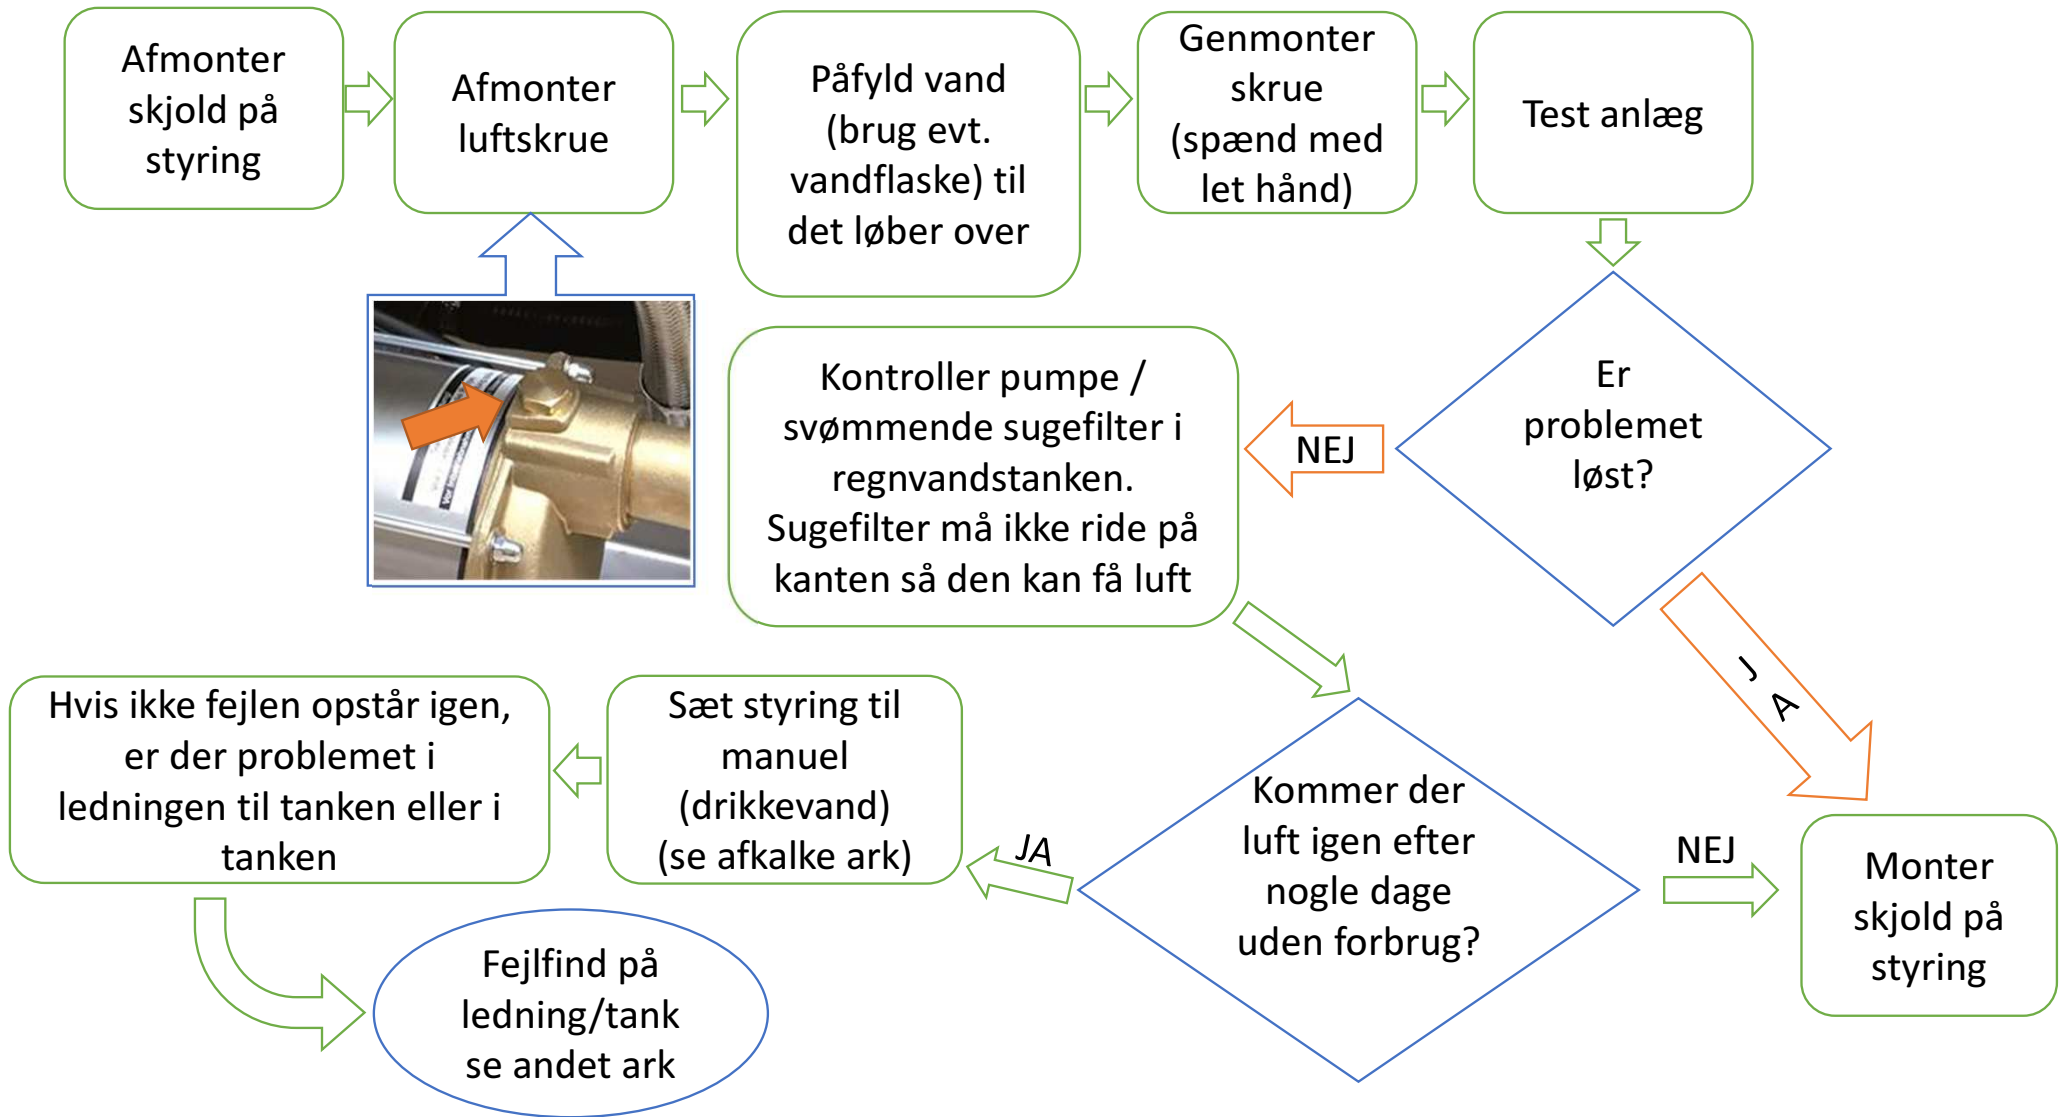 Afmonter
skjold på
styring
Afmonter
luftskrue
Påfyld vand
(brug evt.
vandflaske) til
det løber over
Genmonter
skrue
(spænd med
let hånd)
Test anlæg
Er
problemet
løst?
NEJ
JA
Kontroller pumpe /
svømmende sugefilter i
regnvandstanken.
Sugefilter må ikke ride på
kanten så den kan få luft
Kommer der
luft igen efter
nogle dage
uden forbrug?
NEJ
Monter
skjold på
styring
JA
Sæt styring til
manuel
(drikkevand)
(se afkalke ark)
Hvis ikke fejlen opstår igen,
er der problemet i
ledningen til tanken eller i
tanken
Fejlfind på
ledning/tank
se andet ark